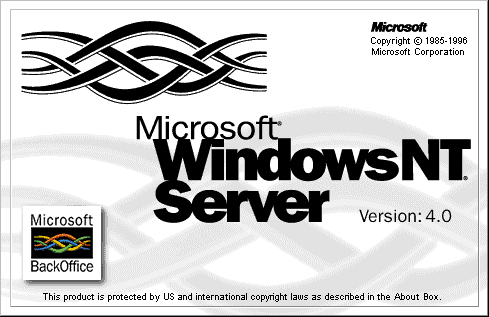 Microsoft
Copyright © 1985-1996
Microsoft Corporation
Microsoft®
WindowsNT®
Server
Version: 4.0
Microsoft
BackOffice
This product is protected by US and international copyright laws as described in the About Box.